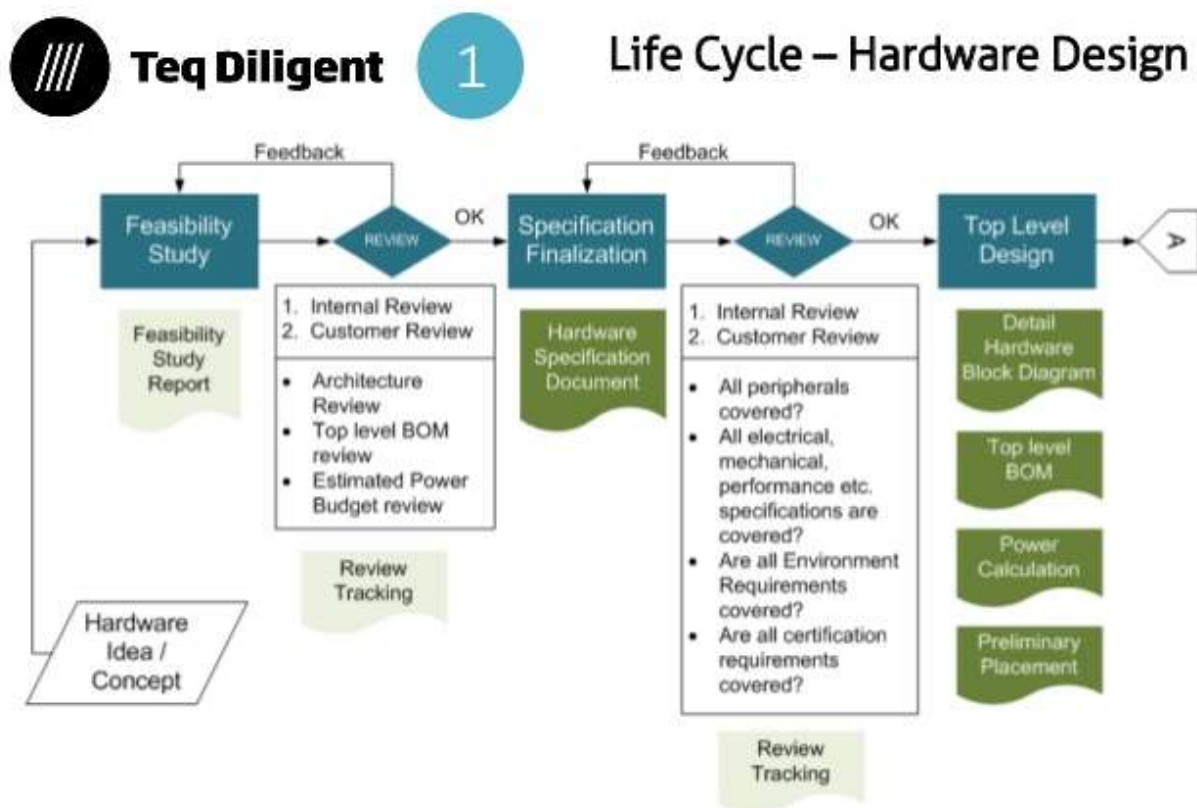 Teq Diligent
1
Life Cycle – Hardware Design
Feedback
Feedback
Feasibility
Study
REVIEW
OK
Specification
Finalization
REVIEW
OK
Top Level
Design
A
Feasibility
Study
Report
1. Internal Review
2. Customer Review
• Architecture
Review
• Top level BOM
review
• Estimated Power
Budget review
Review
Tracking
Hardware
Specification
Document
1. Internal Review
2. Customer Review
• All peripherals
covered?
• All electrical,
mechanical,
performance etc.
specifications are
covered?
• Are all Environment
Requirements
covered?
• Are all certification
requirements
covered?
Review
Tracking
Detail
Hardware
Block Diagram
Top level
BOM
Power
Calculation
Preliminary
Placement
Hardware
Idea /
Concept